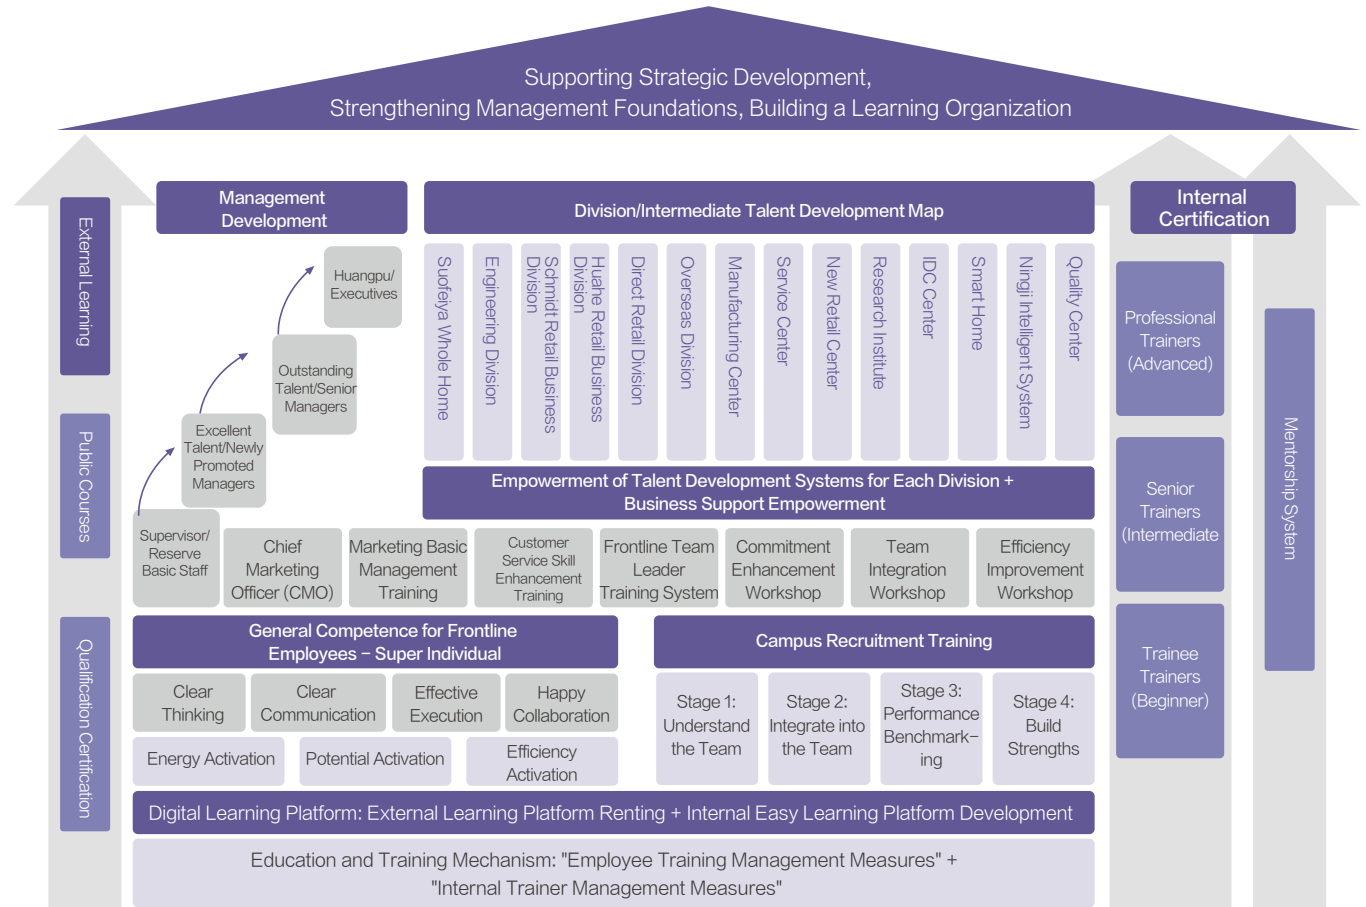 Supporting Strategic Development,
Strengthening Management Foundations, Building a Learning Organization
External Learning
Public Courses
Qualification Certification
Management
Development
Huangpu/
Executives
Outstanding
Talent/Senior
Managers
Excellent
Talent/Newly
Promoted
Managers
Supervisor/
Reserve
Basic Staff
Division/Intermediate Talent Development Map
Suofeiya Whole Home
Engineering Division
Schmidt Retail Business
Division
Huahe Retail Business
Division
Direct Retail Division
Overseas Division
Manufacturing Center
Service Center
New Retail Center
Research Institute
IDC Center
Smart Home
Ningji Intelligent System
Quality Center
Empowerment of Talent Development Systems for Each Division +
Business Support Empowerment
Chief
Marketing
Officer (CMO)
Marketing Basic
Management
Training
Customer
Service Skill
Enhancement
Training
Frontline Team
Leader
Training System
Commitment
Enhancement
Workshop
Team
Integration
Workshop
Efficiency
Improvement
Workshop
General Competence for Frontline
Employees – Super Individual
Clear
Thinking
Clear
Communication
Effective
Execution
Happy
Collaboration
Energy Activation
Potential Activation
Efficiency
Activation
Campus Recruitment Training
Stage 1:
Understand
the Team
Stage 2:
Integrate into
the Team
Stage 3:
Performance
Benchmark–
ing
Stage 4:
Build
Strengths
Digital Learning Platform: External Learning Platform Renting + Internal Easy Learning Platform Development
Education and Training Mechanism: "Employee Training Management Measures" +
"Internal Trainer Management Measures"
Internal
Certification
Professional
Trainers
(Advanced)
Senior
Trainers
(Intermediate
Trainee
Trainers
(Beginner)
Mentorship System